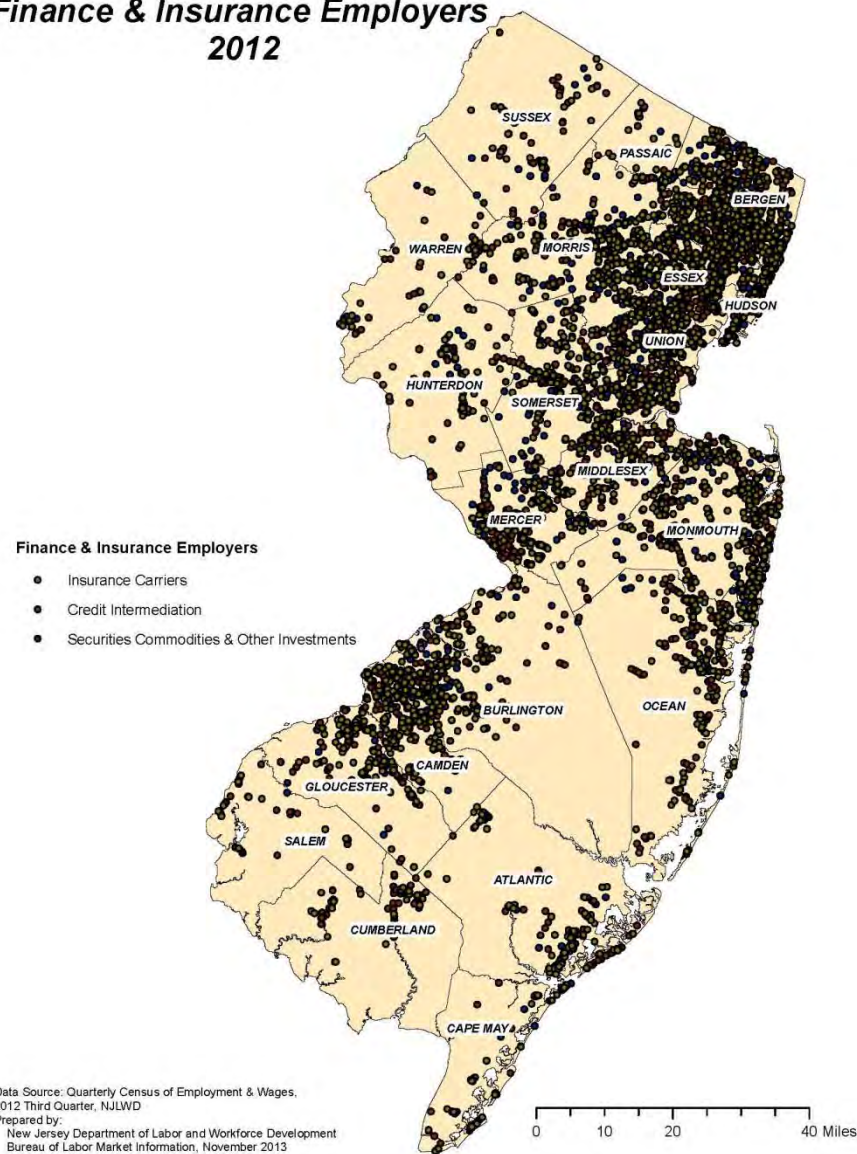 Finance & Insurance Employers
2012
SUSSEX
PASSAIC
BERGEN
WARREN
MORRIS
ESSEX
HUDSON
UNION
HUNTERDON
SOMERSET
MIDDLESEX
MERCER
MONMOUTH
Finance & Insurance Employers
Insurance Carriers
Credit Intermediation
Securities Commodities & Other Investments
OCEAN
BURLINGTON
CAMDEN
GLOUCESTER
SALEM
ATLANTIC
CUMBERLAND
CAPE MAY
Data Source: Quarterly Census of Employment & Wages,
2012 Third Quarter, NJLWD
Prepared by:
New Jersey Department of Labor and Workforce Development
Bureau of Labor Market Information, November 2013
0 10 20 40 Miles